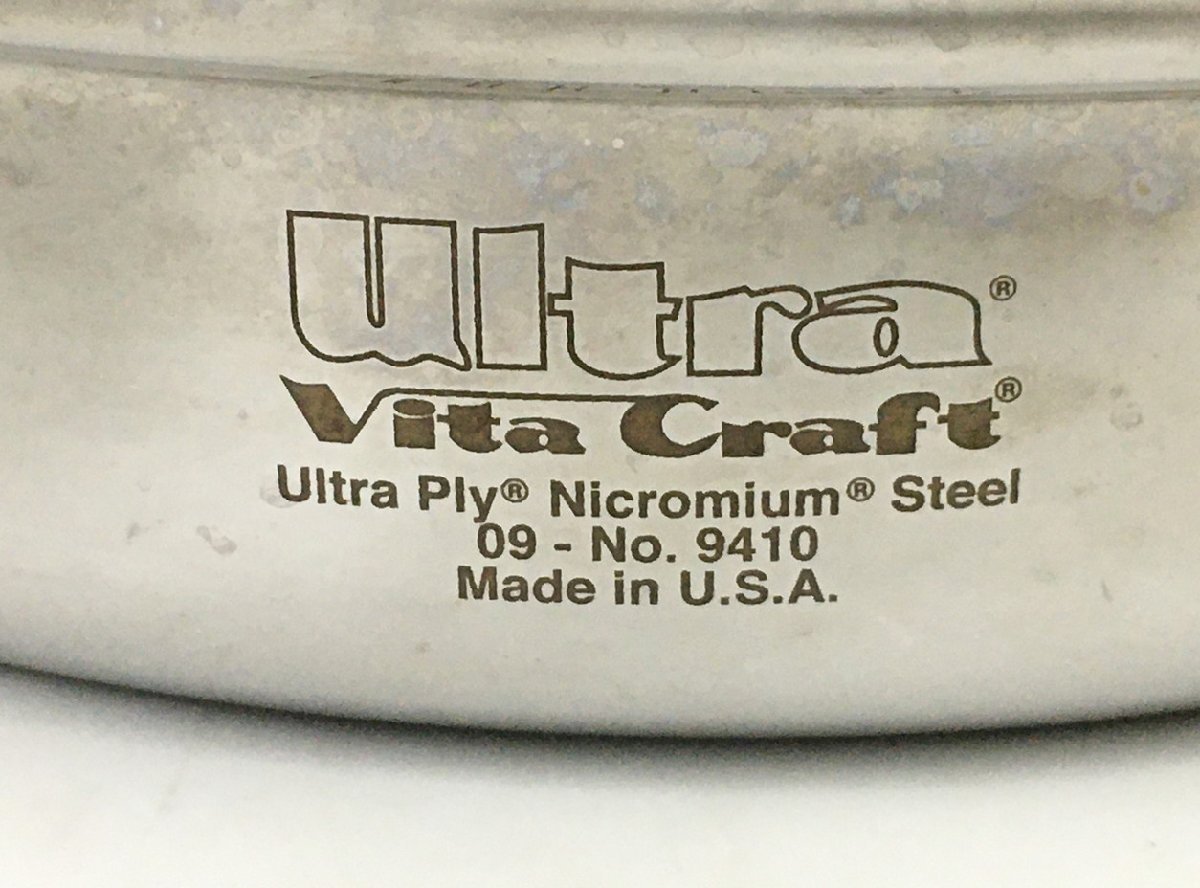 Ultra®
Vita Craft®
Ultra Ply® Nicromium® Steel
09 - No. 9410
Made in U.S.A.